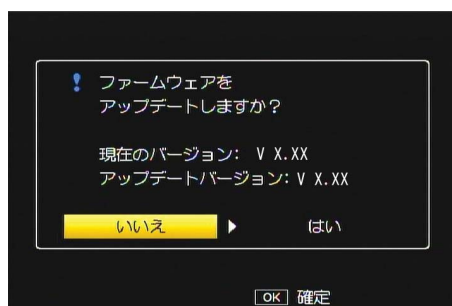 ファームウェアを
アップデートしますか？
現在のバージョン: V X.XX
アップデートバージョン: V X.XX
いいえ はい
OK 確定